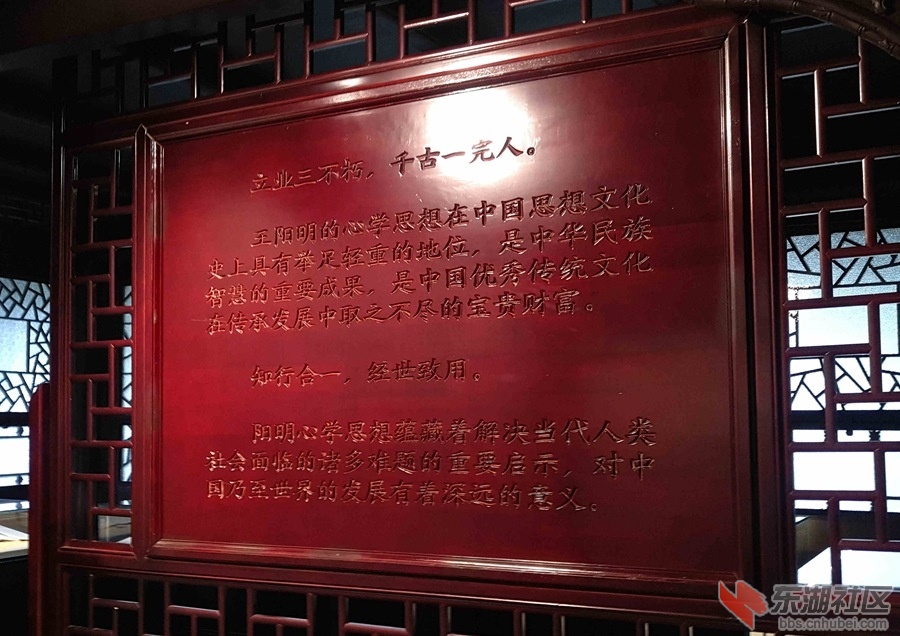 立业三不朽，千古一完人。
王阳明的心学思想在中国思想文化
史上具有举足轻重的地位，是中华民族
智慧的重要成果，是中国优秀传统文化
在传承发展中取之不尽的宝贵财富。
知行合一，经世致用。
阳明心学思想蕴藏着解决当代人类
社会面临的诸多难题的重要启示，对中
国乃至世界的发展有着深远的意义。
东湖社区
bbs.cnhubei.com